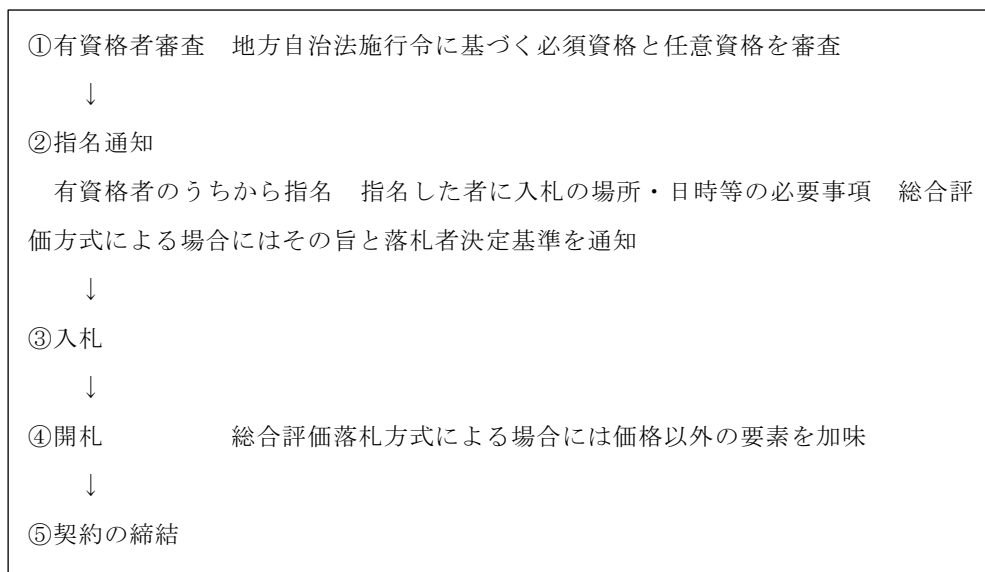 ①有資格者審査　地方自治法施行令に基づく必須資格と任意資格を審査
↓
②指名通知
有資格者のうちから指名　指名した者に入札の場所・日時等の必要事項　総合評
価方式による場合にはその旨と落札者決定基準を通知
↓
③入札
↓
④開札　　　　　総合評価落札方式による場合には価格以外の要素を加味
↓
⑤契約の締結